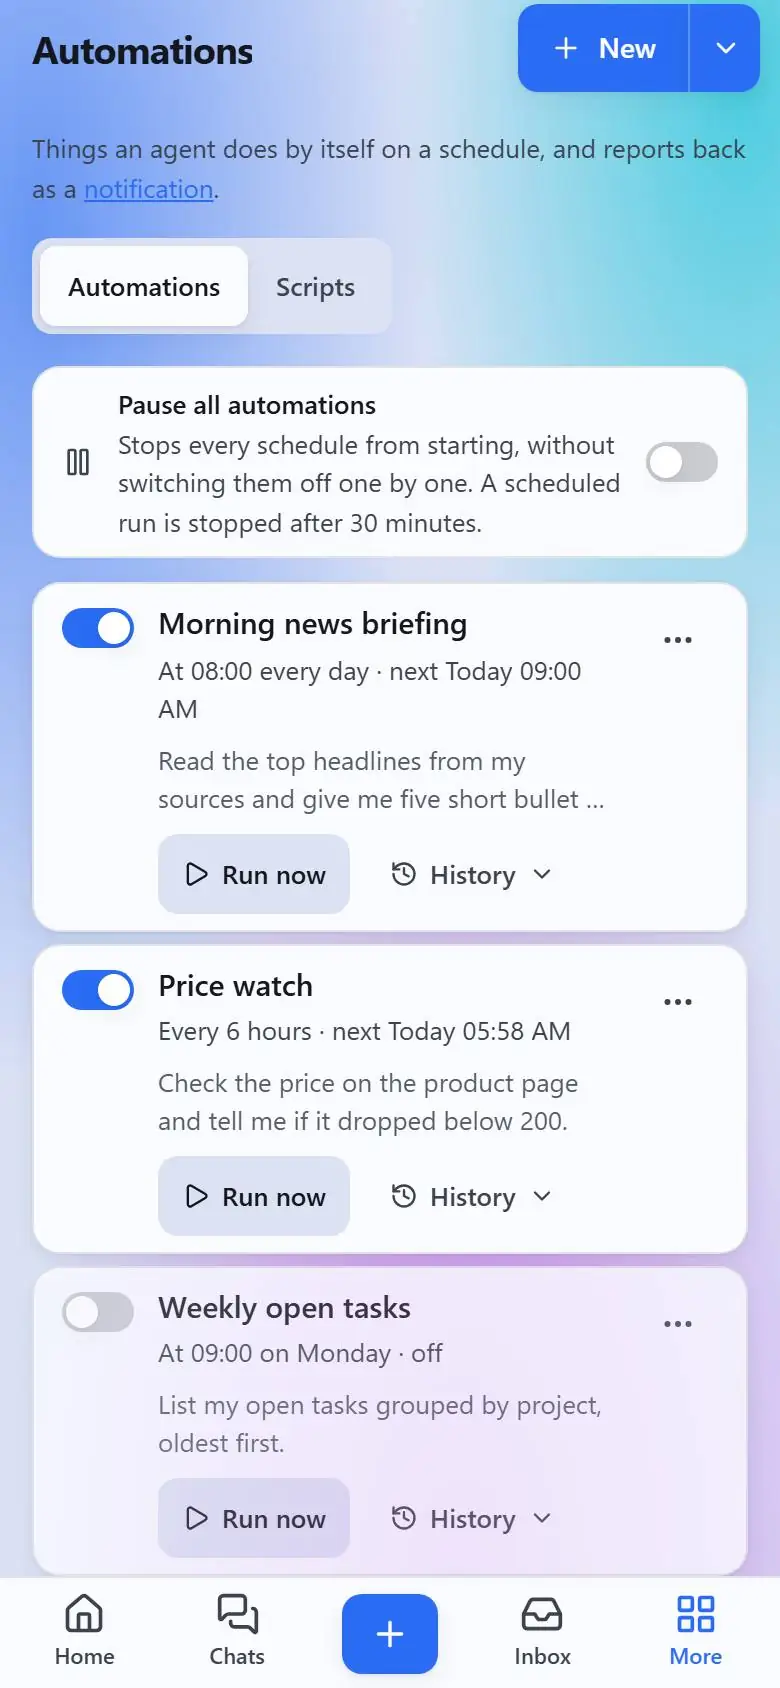 Automations
New
Things an agent does by itself on a schedule, and reports back
as a notification.
Automations
Scripts
Pause all automations
Stops every schedule from starting, without
switching them off one by one. A scheduled
run is stopped after 30 minutes.
Morning news briefing
At 08:00 every day · next Today 09:00
AM
Read the top headlines from my
sources and give me five short bullet ...
Run now
History
Price watch
Every 6 hours · next Today 05:58 AM
Check the price on the product page
and tell me if it dropped below 200.
Run now
History
Weekly open tasks
At 09:00 on Monday · off
List my open tasks grouped by project,
oldest first.
Run now
History
Home
Chats
Inbox
More